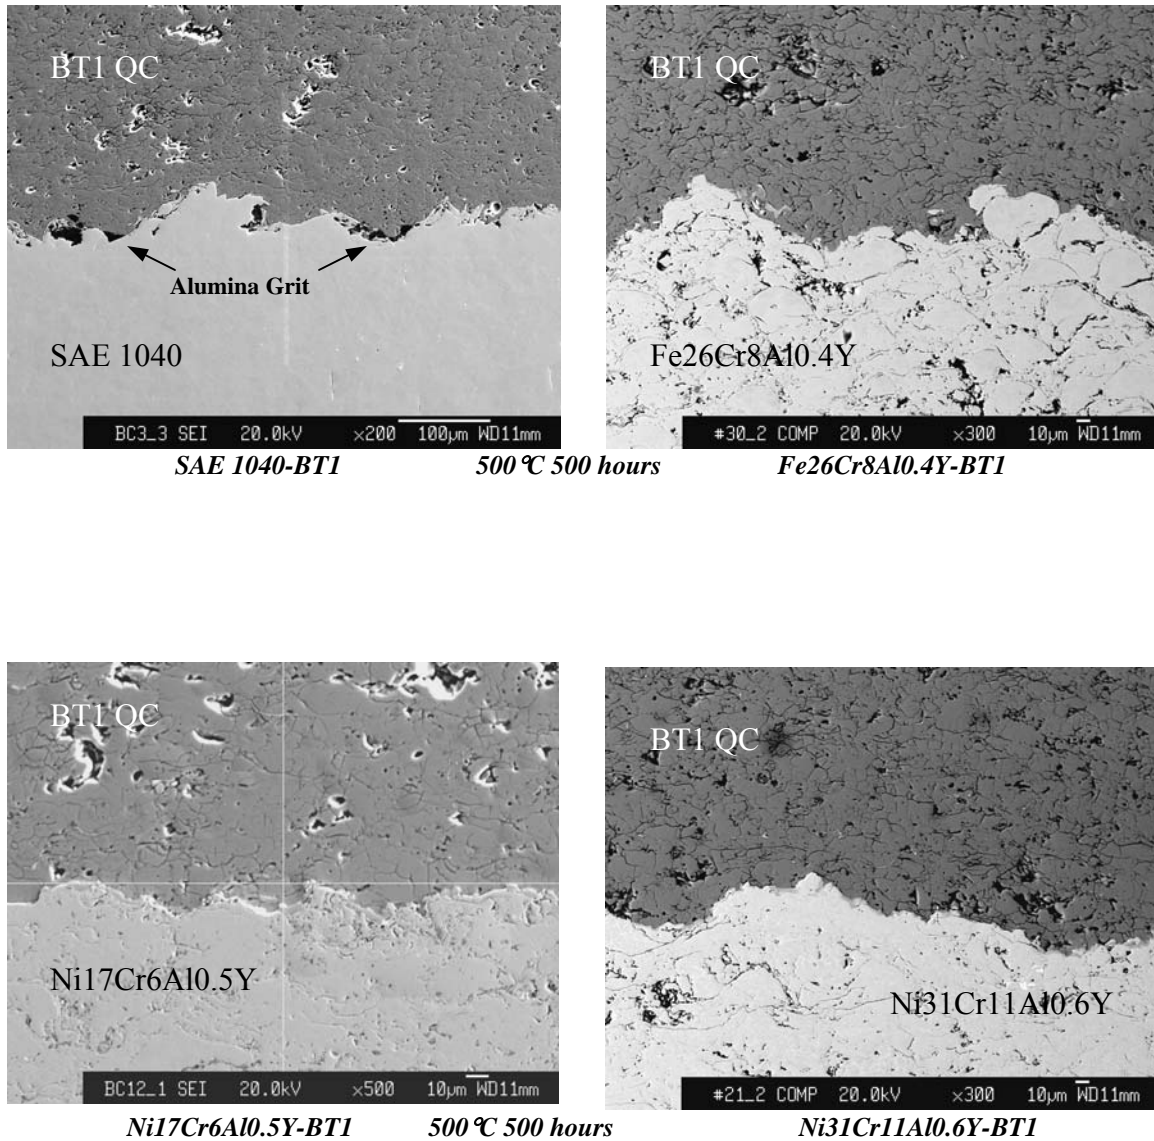 BT1 QC
Alumina Grit
SAE 1040
BC3_3 SEI 20.0kV ×200 100μm WD11mm
BT1 QC
Fe26Cr8Al0.4Y
#30_2 COMP 20.0kV ×300 10μm WD11mm
SAE 1040-BT1 500℃ 500 hours Fe26Cr8Al0.4Y-BT1
BT1 QC
Ni17Cr6Al0.5Y
BC12_1 SEI 20.0kV ×500 10μm WD11mm
BT1 QC
Ni31Cr11Al0.6Y
#21_2 COMP 20.0kV ×300 10μm WD11mm
Ni17Cr6Al0.5Y-BT1 500℃ 500 hours Ni31Cr11Al0.6Y-BT1